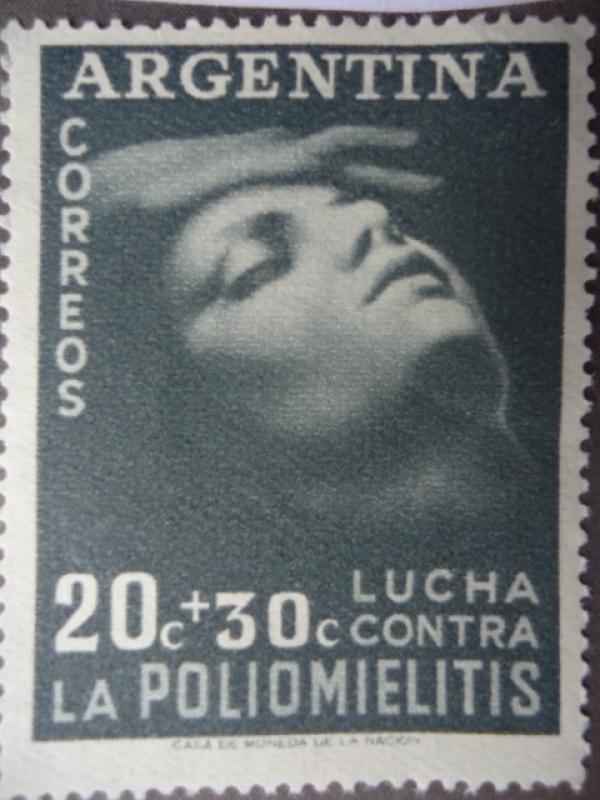 ARGENTINA
CORREOS
20c+30c LUCHA
CONTRA
LA POLIOMIELITIS
CASA DE MONEDA DE LA NACION